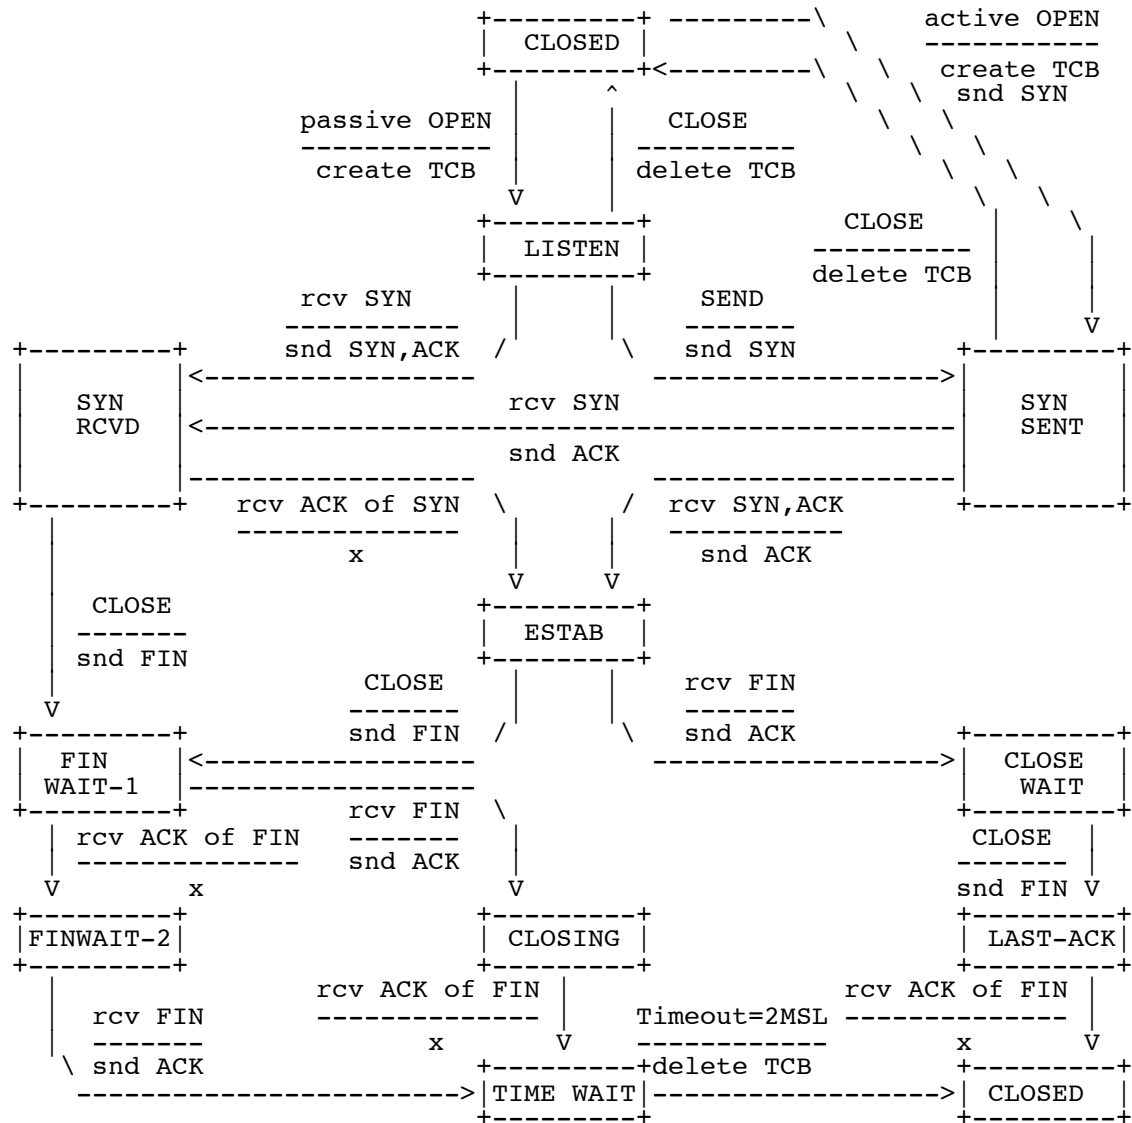 active OPEN
CLOSED
create TCB
snd SYN
passive OPEN CLOSE
create TCB delete TCB
CLOSE
LISTEN
delete TCB
rcv SYN SEND
snd SYN,ACK snd SYN
SYN rcv SYN SYN
RCVD SENT
snd ACK
rcv ACK of SYN rcv SYN,ACK
x snd ACK
V V
CLOSE
ESTAB
snd FIN
CLOSE rcv FIN
V
snd FIN snd ACK
FIN CLOSE
WAIT-1 WAIT
rcv FIN
rcv ACK of FIN CLOSE
snd ACK
V x V snd FIN V
FINWAIT-2 CLOSING LAST-ACK
rcv ACK of FIN rcv ACK of FIN
rcv FIN Timeout=2MSL
x V x V
snd ACK delete TCB
TIME WAIT CLOSED